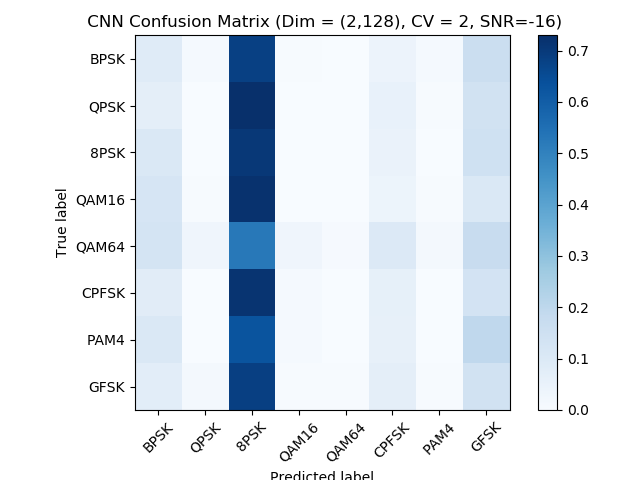 CNN Confusion Matrix (Dim = (2,128), CV = 2, SNR=-16)
True label
BPSK
QPSK
8PSK
QAM16
QAM64
CPFSK
PAM4
GFSK
BPSK
QPSK
8PSK
QAM16
QAM64
CPFSK
PAM4
GFSK
Predicted label
0.7
0.6
0.5
0.4
0.3
0.2
0.1
0.0